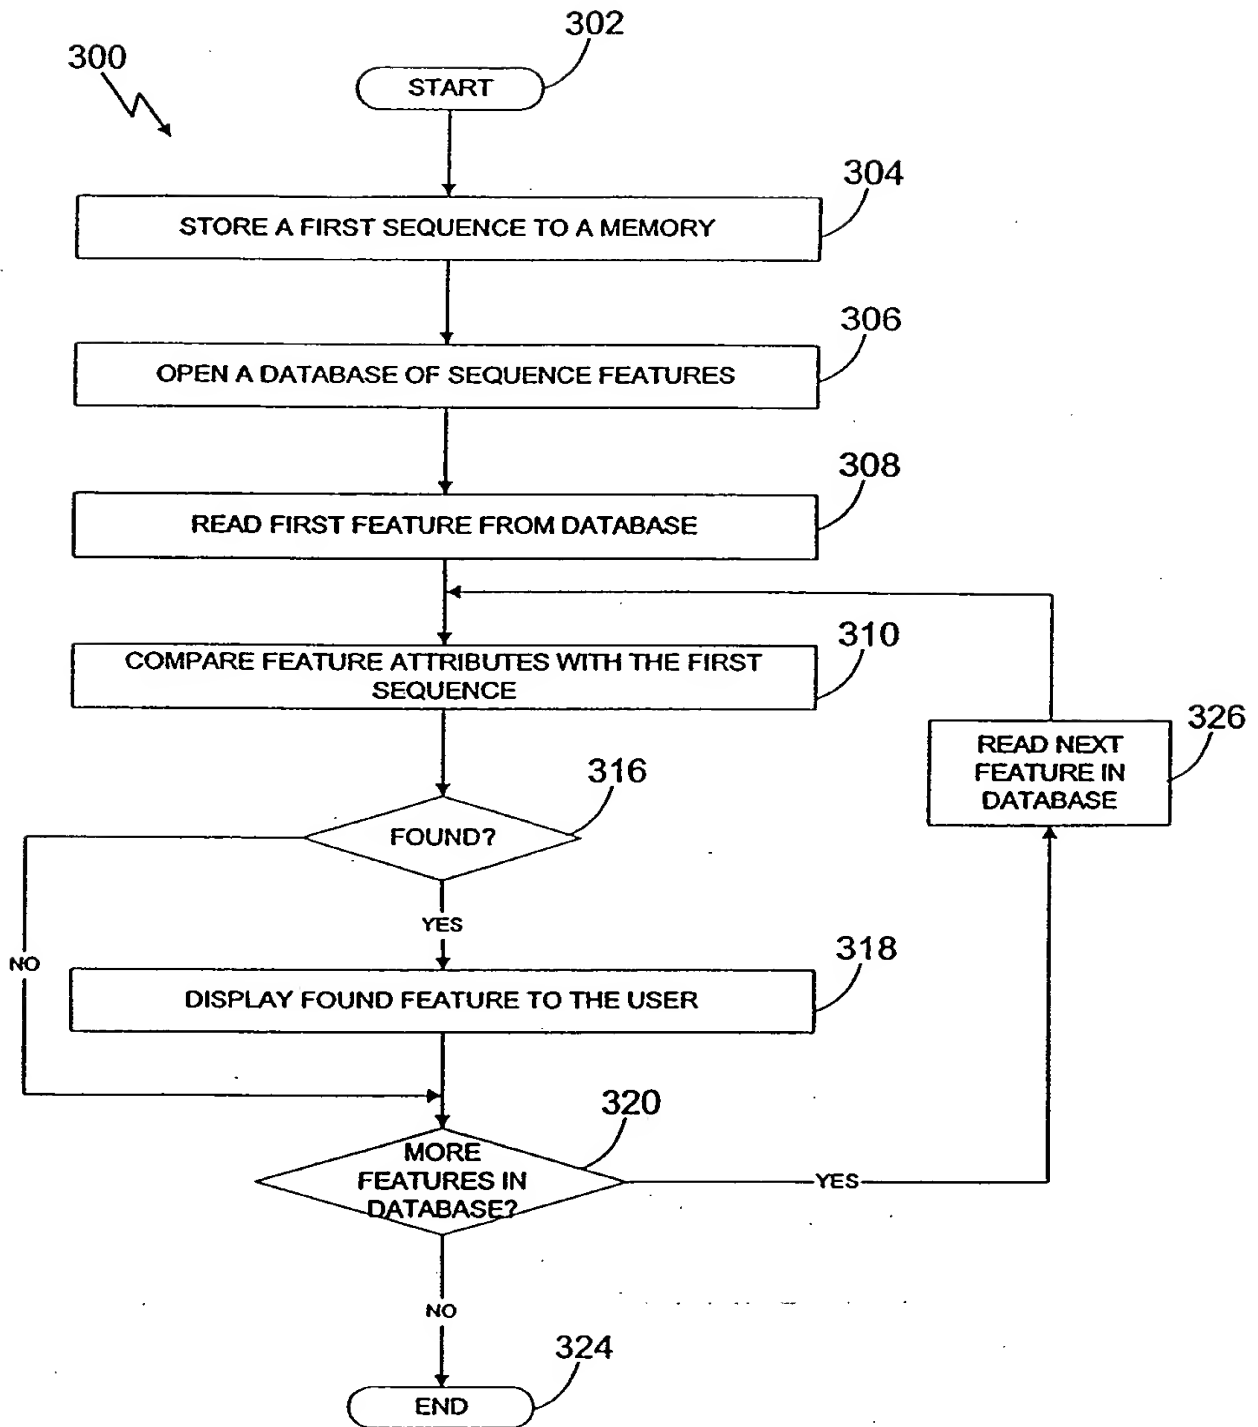 302
300
START
304
STORE A FIRST SEQUENCE TO A MEMORY
306
OPEN A DATABASE OF SEQUENCE FEATURES
308
READ FIRST FEATURE FROM DATABASE
310
COMPARE FEATURE ATTRIBUTES WITH THE FIRST
SEQUENCE
326
READ NEXT
FEATURE IN
DATABASE
316
FOUND?
YES
NO
318
DISPLAY FOUND FEATURE TO THE USER
320
MORE
FEATURES IN
DATABASE?
YES
NO
324
END